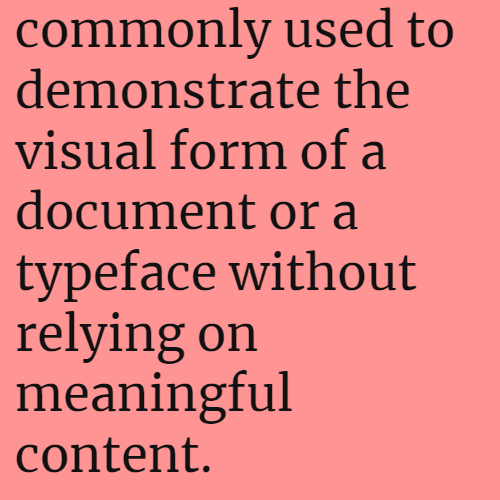 commonly used to
demonstrate the
visual form of a
document or a
typeface without
relying on
meaningful
content.